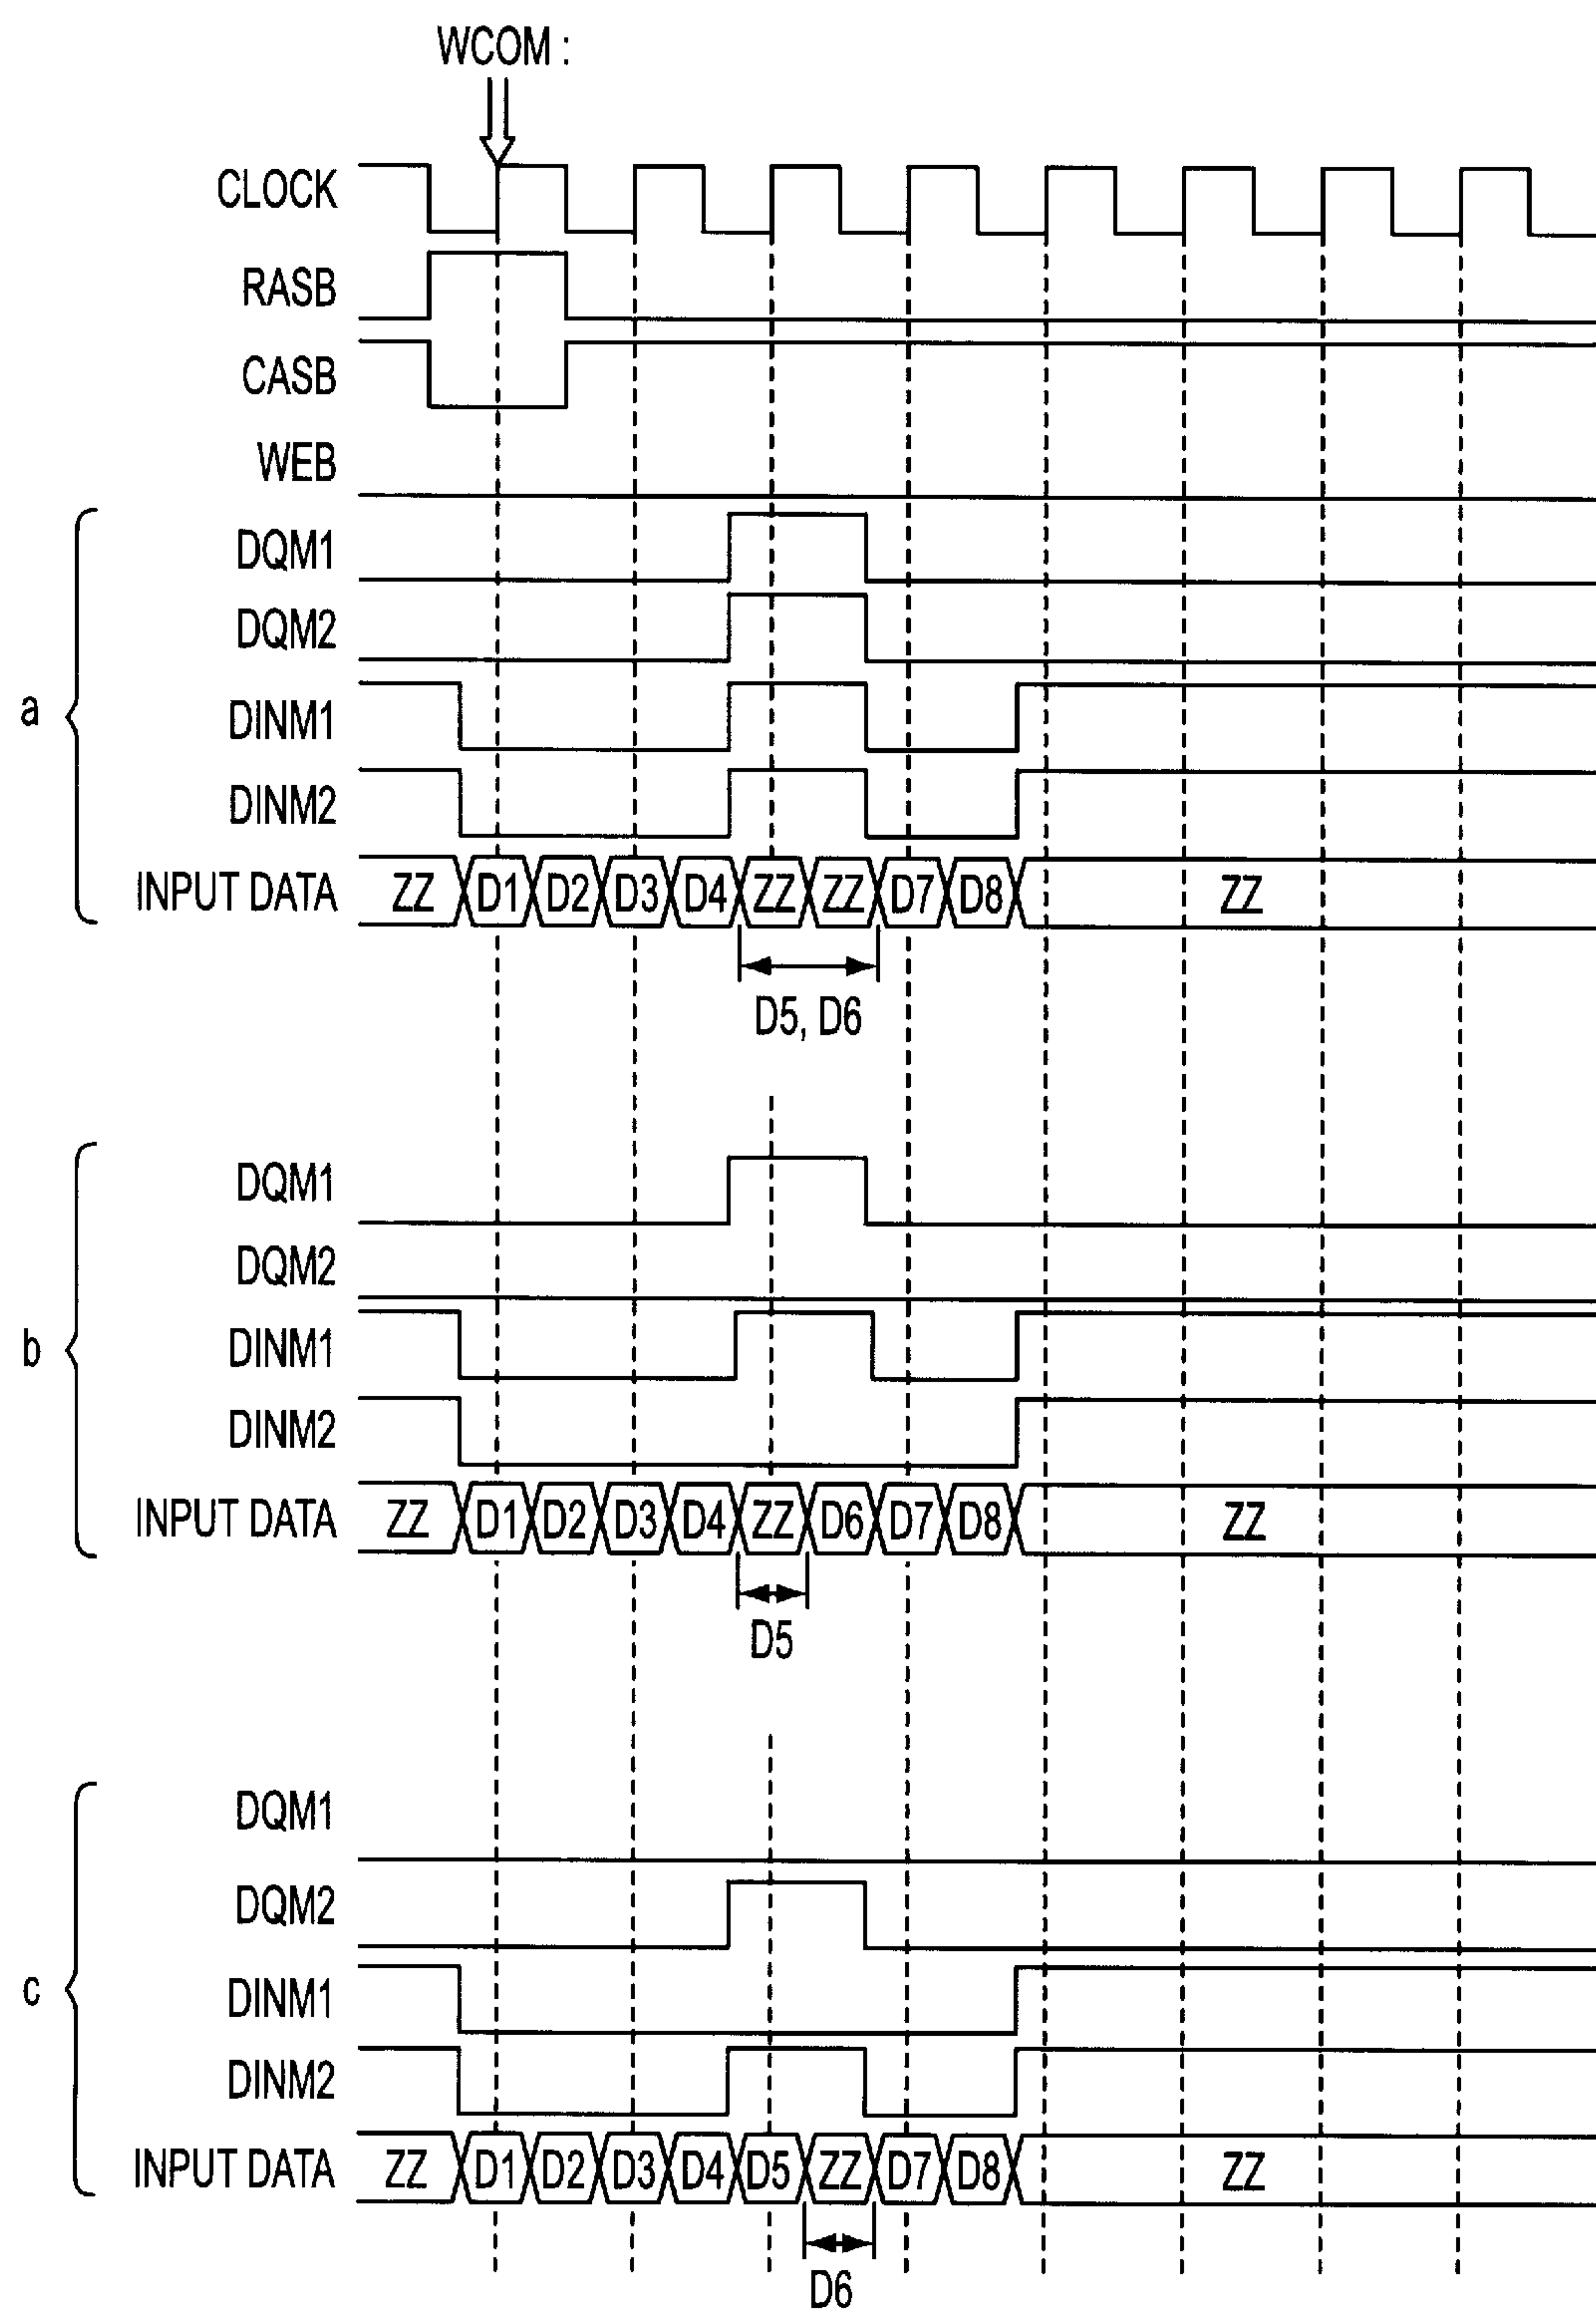 WCOM :
CLOCK
RASB
CASB
WEB
a
DQM1
DQM2
DINM1
DINM2
INPUT DATA ZZ D1 D2 D3 D4 ZZ ZZ D7 D8 ZZ
D5, D6
b
DQM1
DQM2
DINM1
DINM2
INPUT DATA ZZ D1 D2 D3 D4 ZZ D6 D7 D8 ZZ
D5
c
DQM1
DQM2
DINM1
DINM2
INPUT DATA ZZ D1 D2 D3 D4 D5 ZZ D7 D8 ZZ
D6